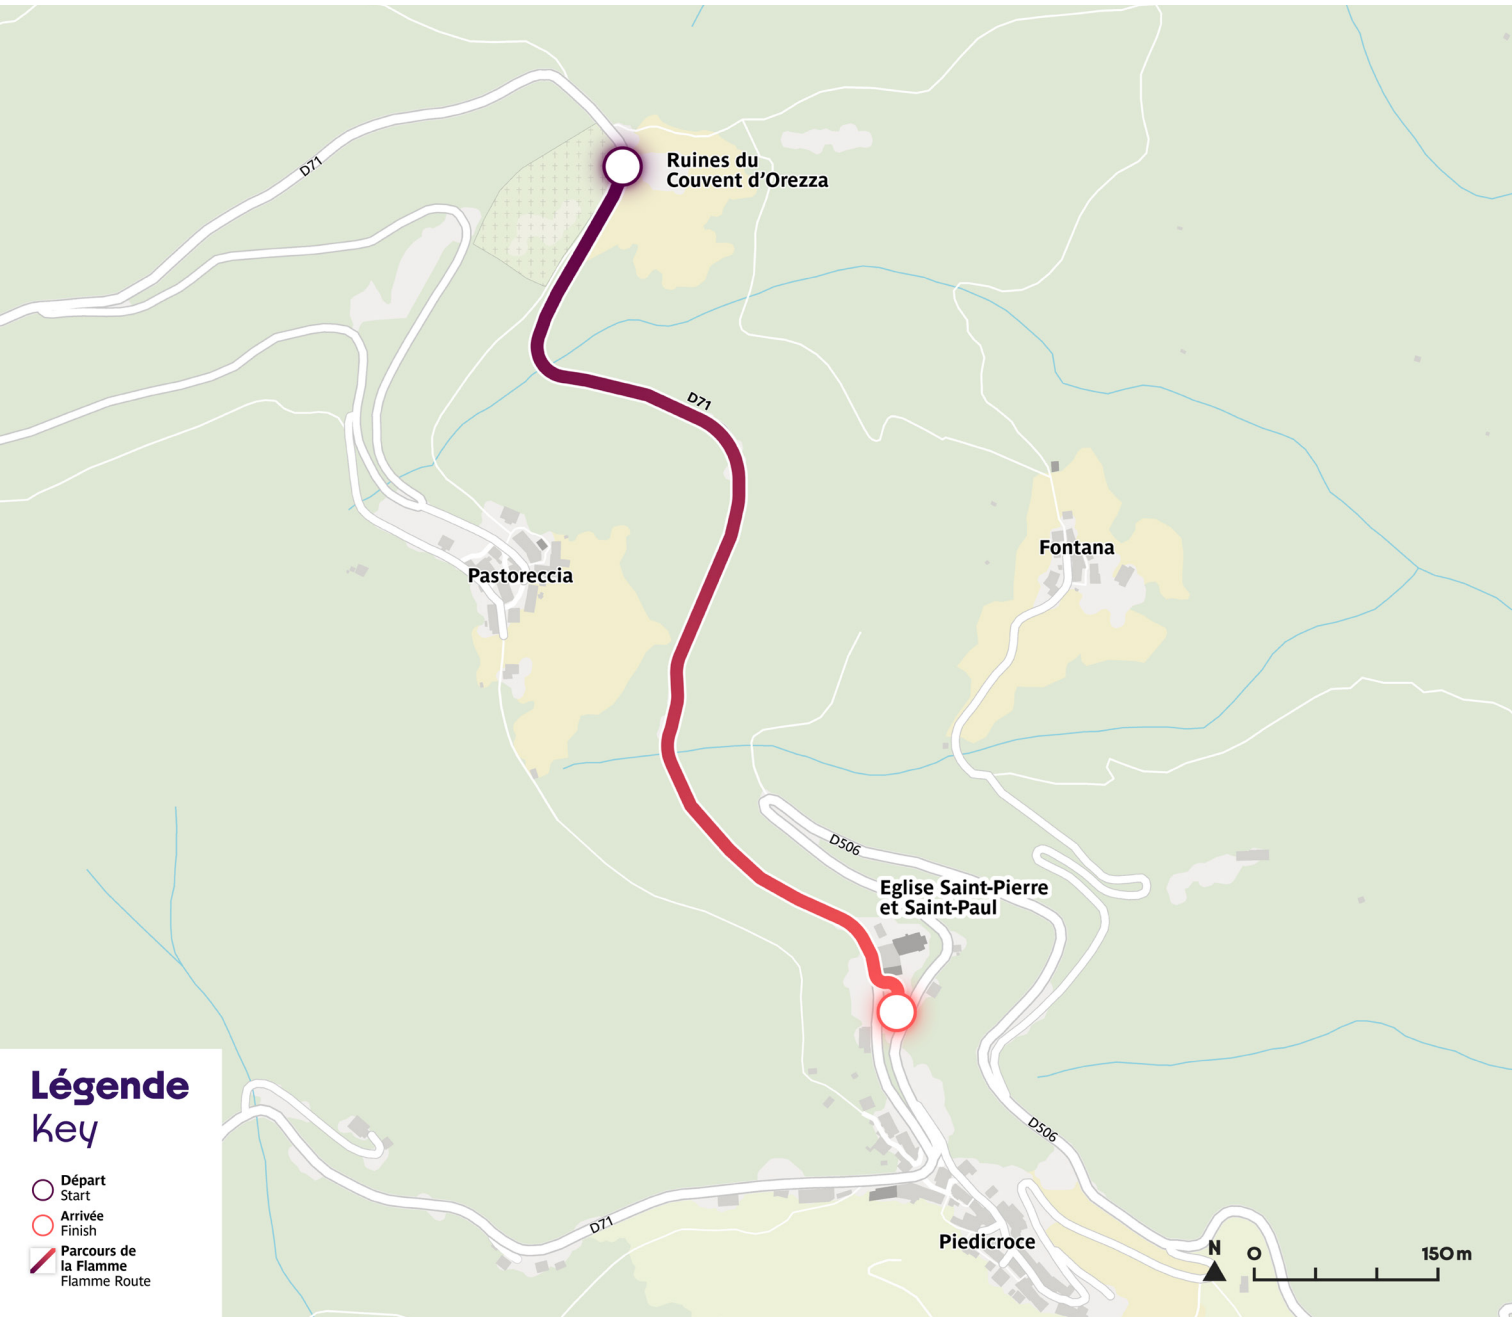 D71
Ruines du
Couvent d’Orezza
D71
Fontana
Pastoreccia
D506
Eglise Saint-Pierre
et Saint-Paul
D506
D71
Piedicroce
N
0
150m
Légende
Key
Départ
Start
Arrivée
Finish
Parcours de
la Flamme
Flamme Route